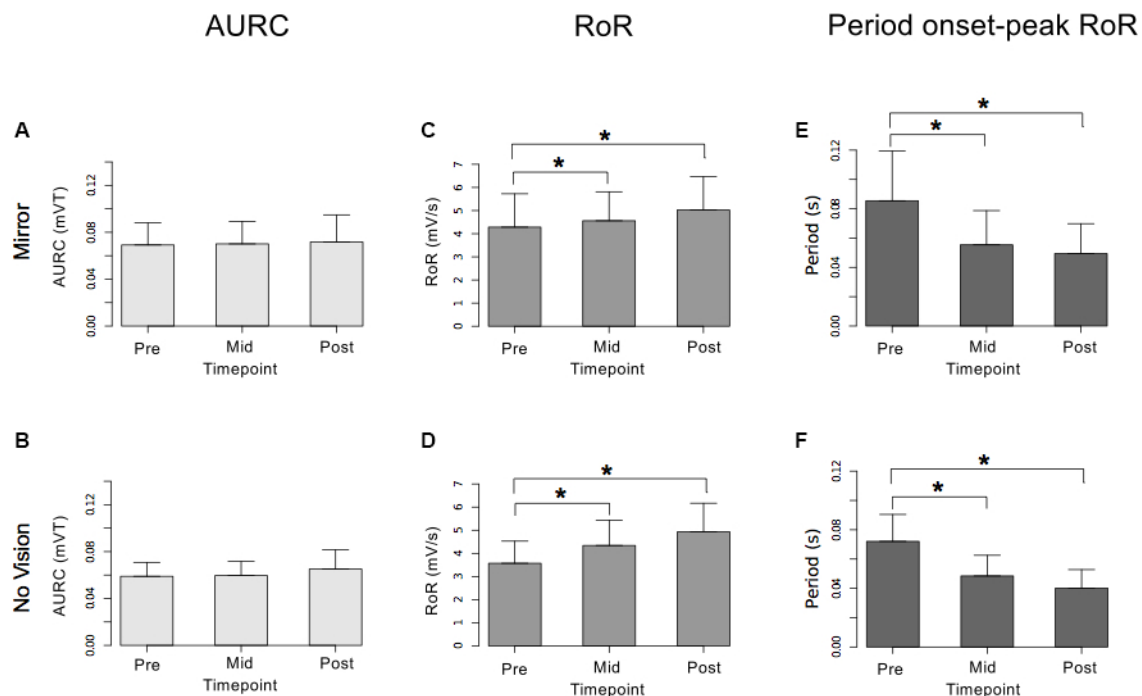 AURC
RoR
Period onset-peak RoR
Mirror
A
AURC (mVT)
0.00
0.04
0.08
0.12
Pre
Mid
Post
Timepoint
C
RoR (mV/s)
0
1
2
3
4
5
6
7
*
*
Pre
Mid
Post
Timepoint
E
Period (s)
0.00
0.04
0.08
0.12
*
*
Pre
Mid
Post
Timepoint
No Vision
B
AURC (mVT)
0.00
0.04
0.08
0.12
Pre
Mid
Post
Timepoint
D
RoR (mV/s)
0
1
2
3
4
5
6
7
*
*
Pre
Mid
Post
Timepoint
F
Period (s)
0.00
0.04
0.08
0.12
*
*
Pre
Mid
Post
Timepoint